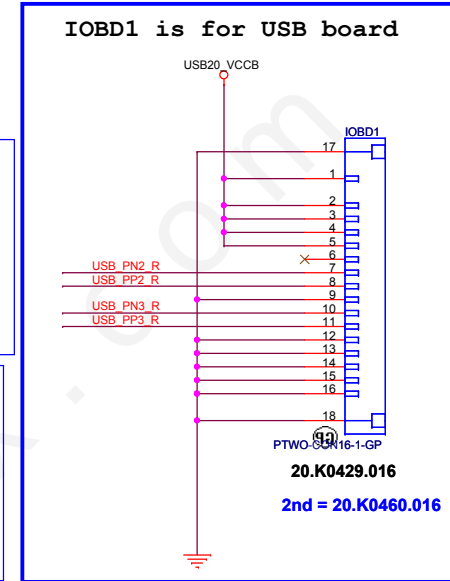 IOBD1 is for USB board
USB20_VCCB
IOBD1
17
1
2
3
4
5
6
USB_PN2_R 7
USB_PP2_R 8
9
USB_PN3_R 10
USB_PP3_R 11
12
13
14
15
16
18
PTWO-CON16-1-GP
20.K0429.016
2nd = 20.K0460.016